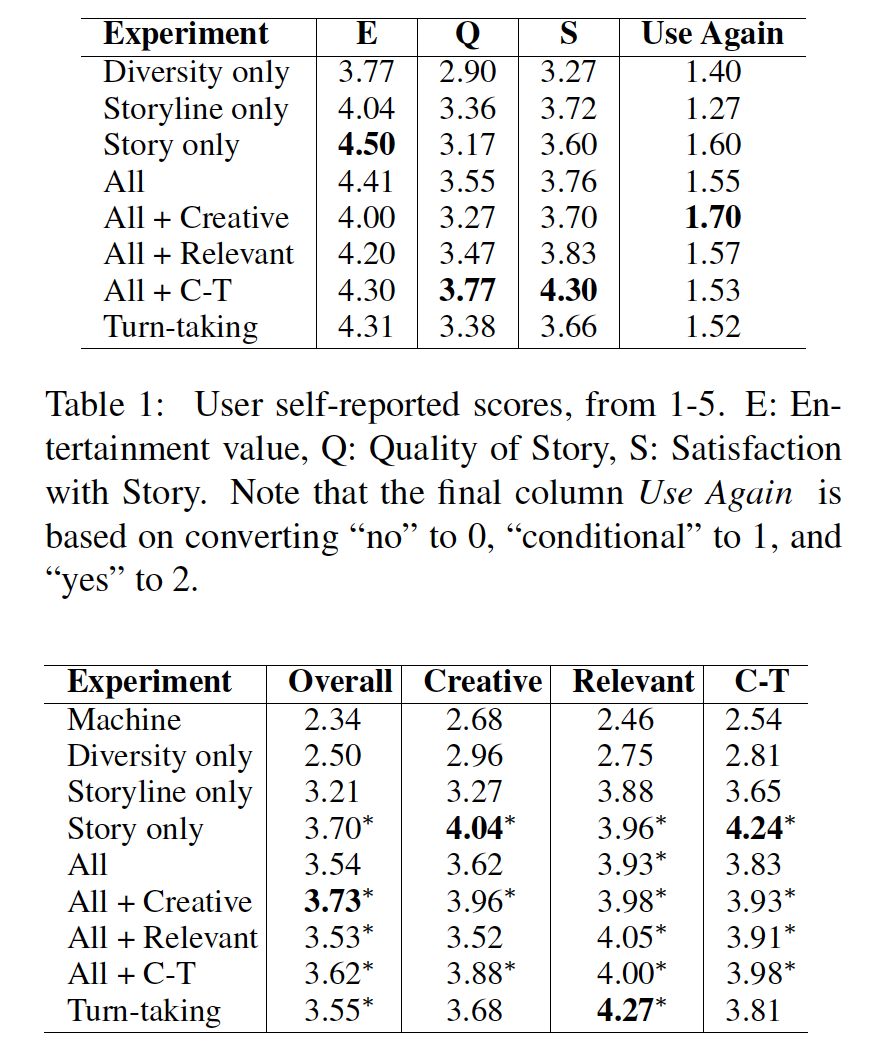 Experiment E Q S Use Again
Diversity only 3.77 2.90 3.27 1.40
Storyline only 4.04 3.36 3.72 1.27
Story only 4.50 3.17 3.60 1.60
All 4.41 3.55 3.76 1.55
All + Creative 4.00 3.27 3.70 1.70
All + Relevant 4.20 3.47 3.83 1.57
All + C-T 4.30 3.77 4.30 1.53
Turn-taking 4.31 3.38 3.66 1.52
Table 1: User self-reported scores, from 1-5. E: En-
tertainment value, Q: Quality of Story, S: Satisfaction
with Story. Note that the final column Use Again is
based on converting “no” to 0, “conditional” to 1, and
“yes” to 2.
Experiment Overall Creative Relevant C-T
Machine 2.34 2.68 2.46 2.54
Diversity only 2.50 2.96 2.75 2.81
Storyline only 3.21 3.27 3.88 3.65
Story only 3.70* 4.04* 3.96* 4.24*
All 3.54 3.62 3.93* 3.83
All + Creative 3.73* 3.96* 3.98* 3.93*
All + Relevant 3.53* 3.52 4.05* 3.91*
All + C-T 3.62* 3.88* 4.00* 3.98*
Turn-taking 3.55* 3.68 4.27* 3.81